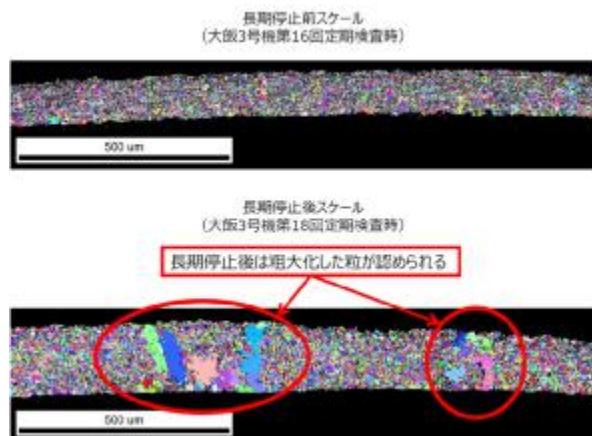 長期停止前スケール
（大飯3号機第16回定期検査時）
500 um
長期停止後スケール
（大飯3号機第18回定期検査時）
長期停止後は粗大化した粒が認められる
500 um